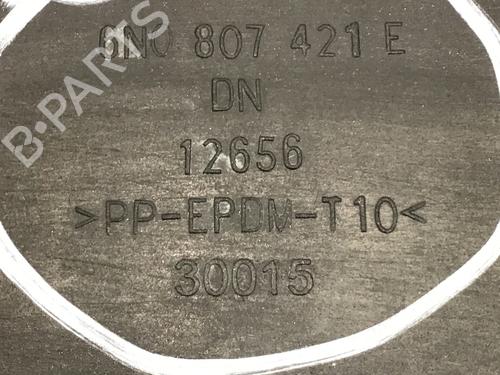 6N0 807 421 E
DN
12656
>PP-EPDM-T10<
30015
B-PARTS